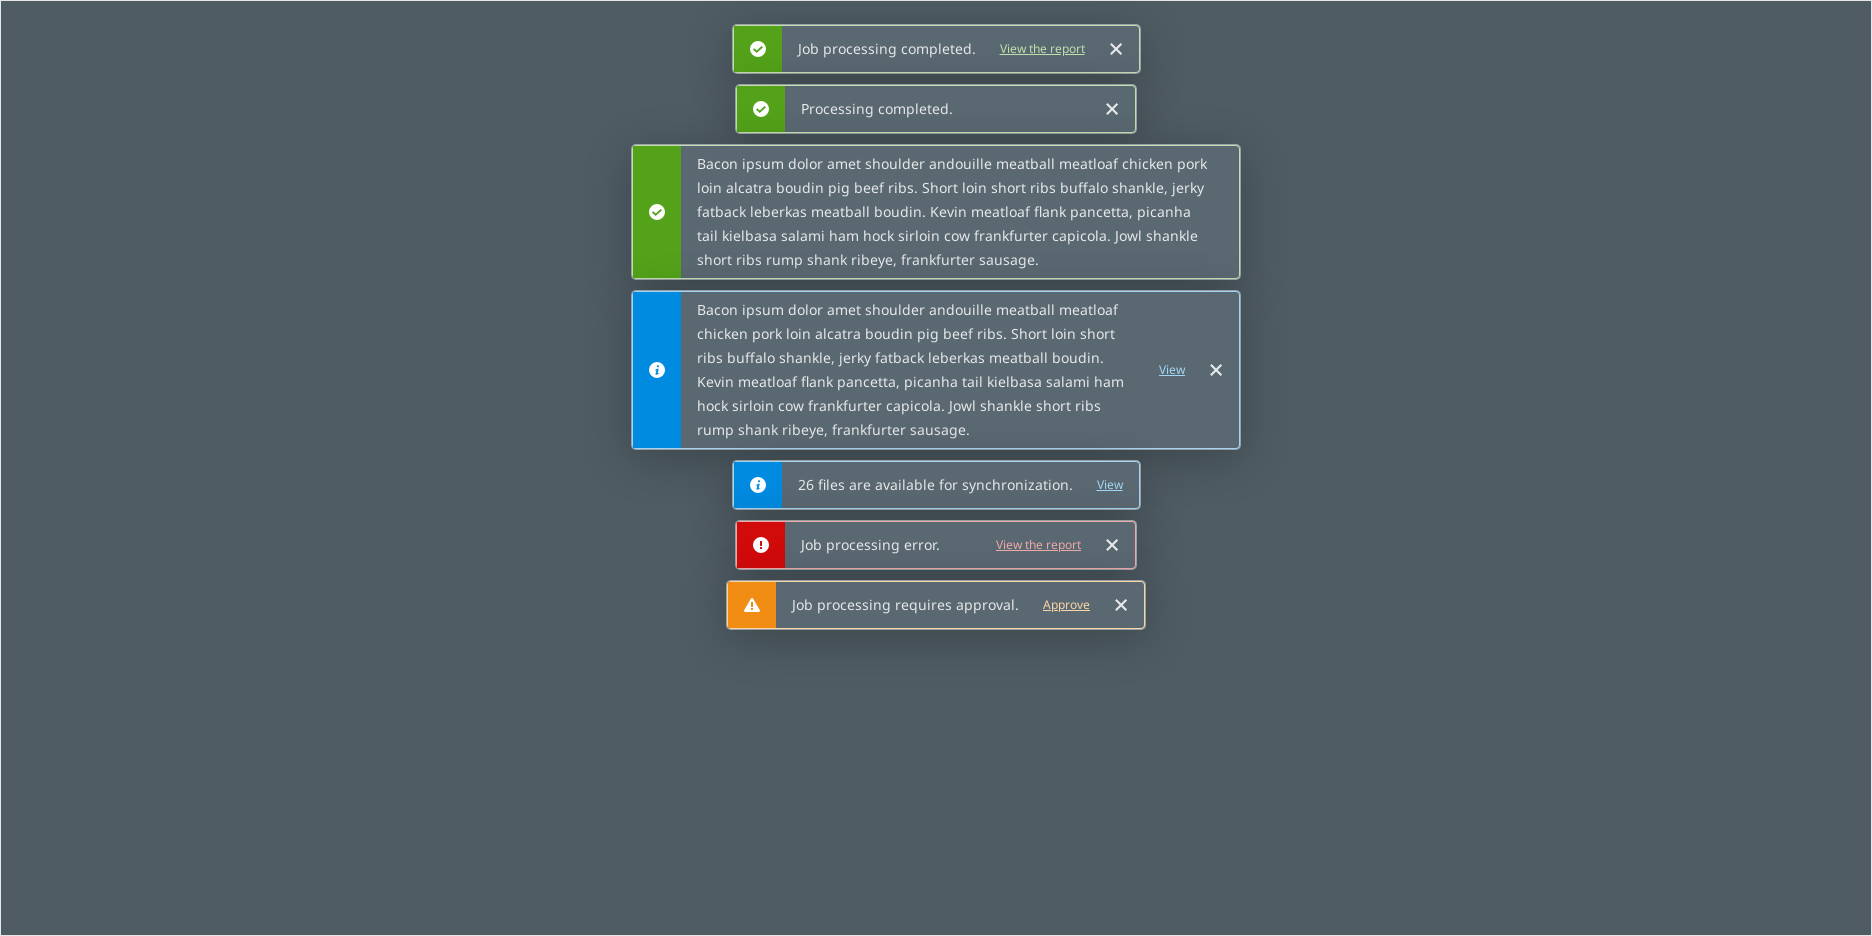 Job processing completed. View the report
Processing completed.
Bacon ipsum dolor amet shoulder andouille meatball meatloaf chicken pork
loin alcatra boudin pig beef ribs. Short loin short ribs buffalo shankle, jerky
fatback leberkas meatball boudin. Kevin meatloaf flank pancetta, picanha
tail kielbasa salami ham hock sirloin cow frankfurter capicola. Jowl shankle
short ribs rump shank ribeye, frankfurter sausage.
Bacon ipsum dolor amet shoulder andouille meatball meatloaf
chicken pork loin alcatra boudin pig beef ribs. Short loin short
ribs buffalo shankle, jerky fatback leberkas meatball boudin.
Kevin meatloaf flank pancetta, picanha tail kielbasa salami ham
hock sirloin cow frankfurter capicola. Jowl shankle short ribs
rump shank ribeye, frankfurter sausage.
View
26 files are available for synchronization. View
Job processing error. View the report
Job processing requires approval. Approve